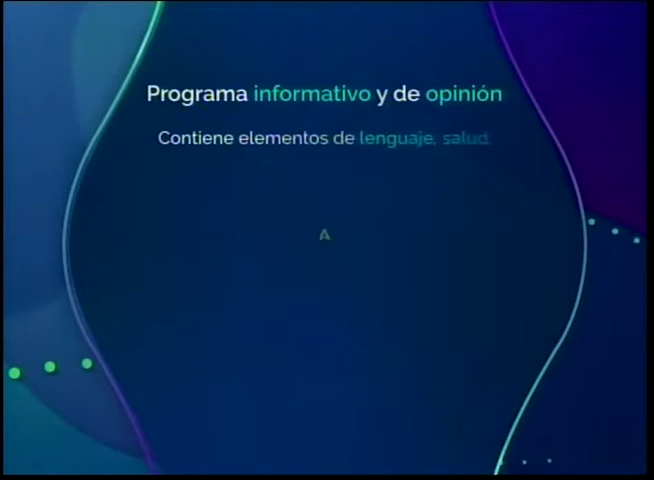 Programa informativo y de opinión
Contiene elementos de lenguaje, salud
A